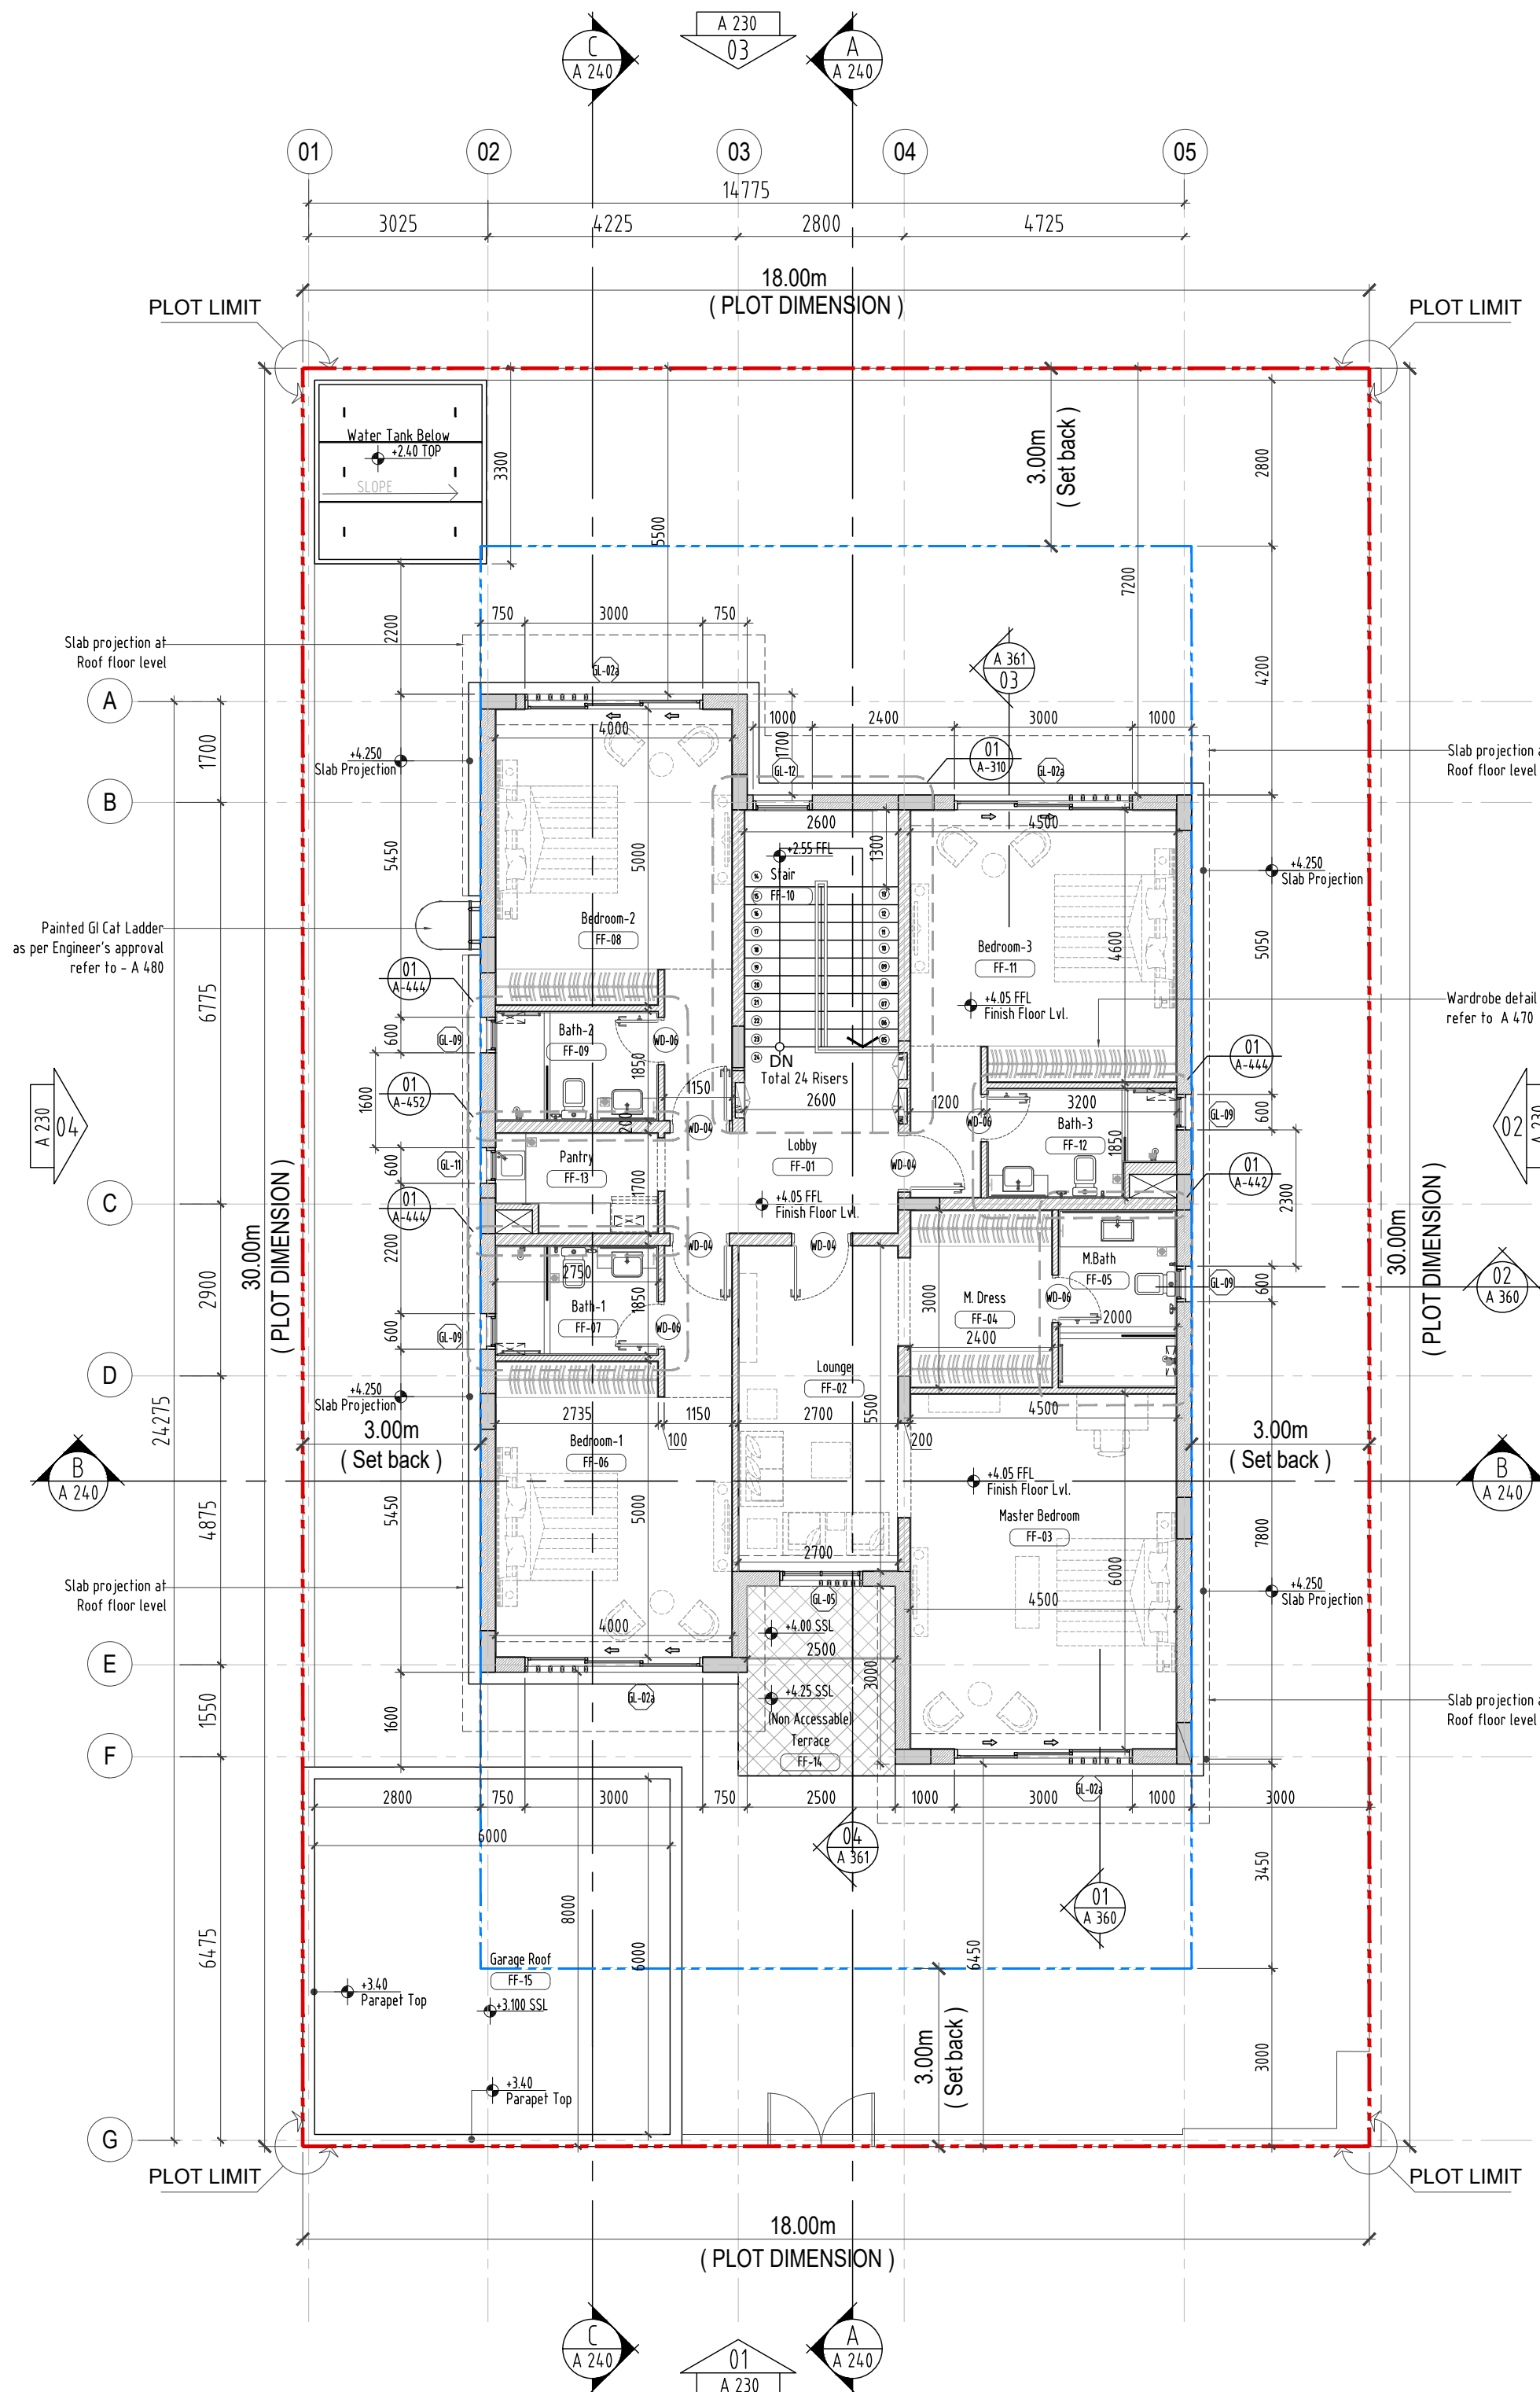 A 230
03
C
A 240
A
A 240
01
02
03
04
05
14775
3025
4225
2800
4725
18.00m
( PLOT DIMENSION )
PLOT LIMIT
PLOT LIMIT
Water Tank Below
+2.40 TOP
SLOPE
3300
5500
3.00m
( Set back )
2800
7200
2200
750
3000
750
Slab projection at
Roof floor level
GL-02a
A 361
03
4200
A
1700
4000
1000
2400
3000
1000
1700
01
A-310
Slab projection a
Roof floor level
+4.250
Slab Projection
GL-12
GL-02a
B
2600
4500
1300
+2.55 FFL
Stair
FF-10
5450
5000
+4.250
Slab Projection
Painted GI Cat Ladder
as per Engineer's approval
refer to - A 480
Bedroom-2
FF-08
Bedroom-3
FF-11
4600
5050
01
A-444
6775
+4.05 FFL
Finish Floor Lvl.
Wardrobe detail
refer to A 470
600
GL-09
Bath-2
FF-09
1850
WD-06
DN
Total 24 Risers
01
A-444
1600
01
A-452
1150
2600
1200
3200
600
GL-09
A 230
04
200
WD-04
WD-06
Bath-3
FF-12
1850
02
A 230
Lobby
FF-01
WD-04
600
GL-11
Pantry
FF-13
1700
01
A-442
2300
C
01
A-444
+4.05 FFL
Finish Floor Lvl.
30.00m
( PLOT DIMENSION )
30.00m
( PLOT DIMENSION )
WD-04
WD-04
2200
2900
2750
M.Bath
FF-05
GL-09
600
02
A 360
Bath-1
FF-07
1850
3000
M. Dress
FF-04
WD-06
2000
600
GL-09
WD-06
2400
D
Lounge
FF-02
+4.250
Slab Projection
24275
2735
1150
2700
5500
4500
3.00m
( Set back )
100
200
3.00m
( Set back )
Bedroom-1
FF-06
B
A 240
+4.05 FFL
Finish Floor Lvl.
B
A 240
4875
5450
5000
Master Bedroom
FF-03
7800
2700
6000
Slab projection at
Roof floor level
GL-05
4500
+4.250
Slab Projection
4000
+4.00 SSL
2500
E
3000
GL-02a
+4.25 SSL
(Non Accessable)
Terrace
FF-14
1550
1600
Slab projection a
Roof floor level
F
GL-02a
2800
750
3000
750
2500
1000
3000
1000
3000
6000
04
A 361
3450
01
A 360
8000
6475
6000
6450
Garage Roof
FF-15
+3.40
Parapet Top
+3.100 SSL
3.00m
( Set back )
3000
+3.40
Parapet Top
G
PLOT LIMIT
PLOT LIMIT
18.00m
( PLOT DIMENSION )
C
A 240
01
A 230
A
A 240